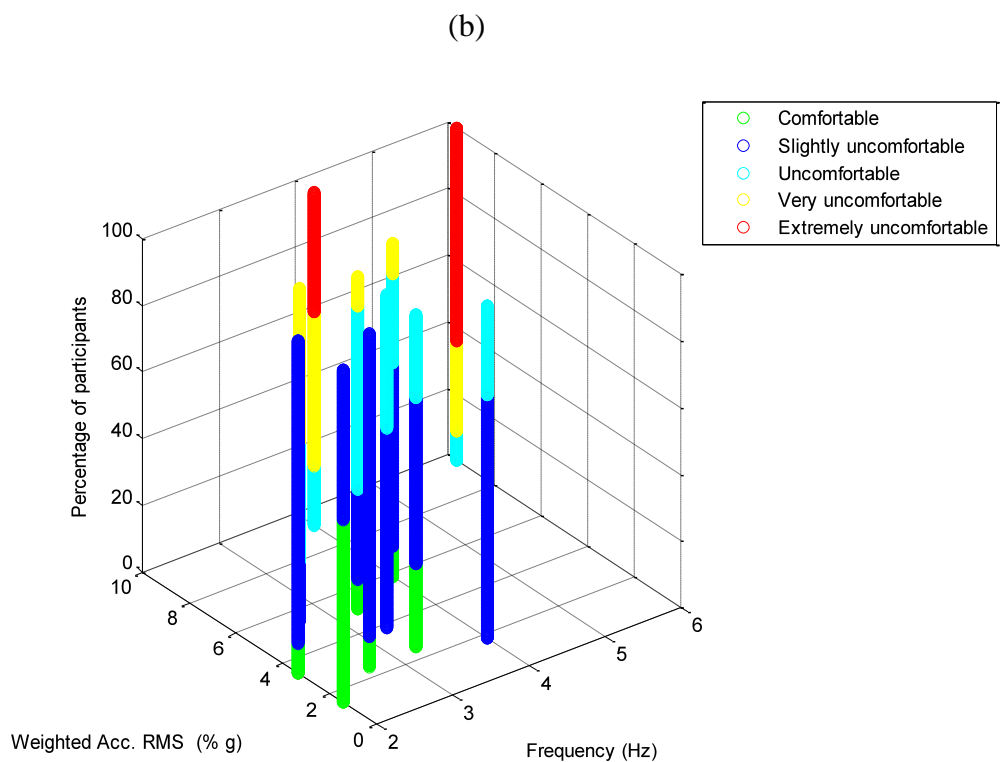 (b)
Comfortable
Slightly uncomfortable
Uncomfortable
Very uncomfortable
Extremely uncomfortable
100
80
60
40
20
0
Percentage of participants
10
8
6
4
2
0
Weighted Acc. RMS (% g)
2
3
4
5
6
Frequency (Hz)